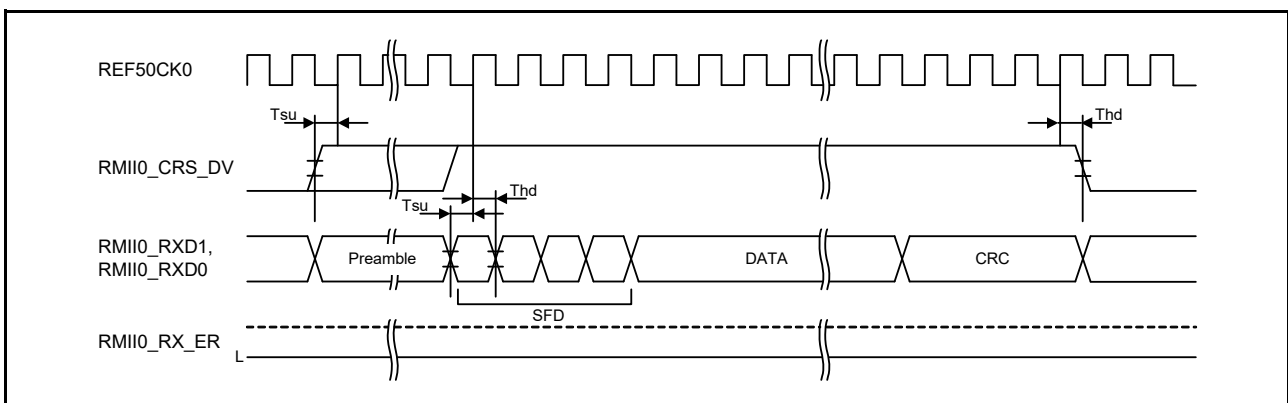 REF50CK0
Tsu
Thd
RMII0_CRS_DV
Thd
Tsu
RMII0_RXD1,
RMII0_RXD0
Preamble
DATA
CRC
SFD
RMII0_RX_ER
L